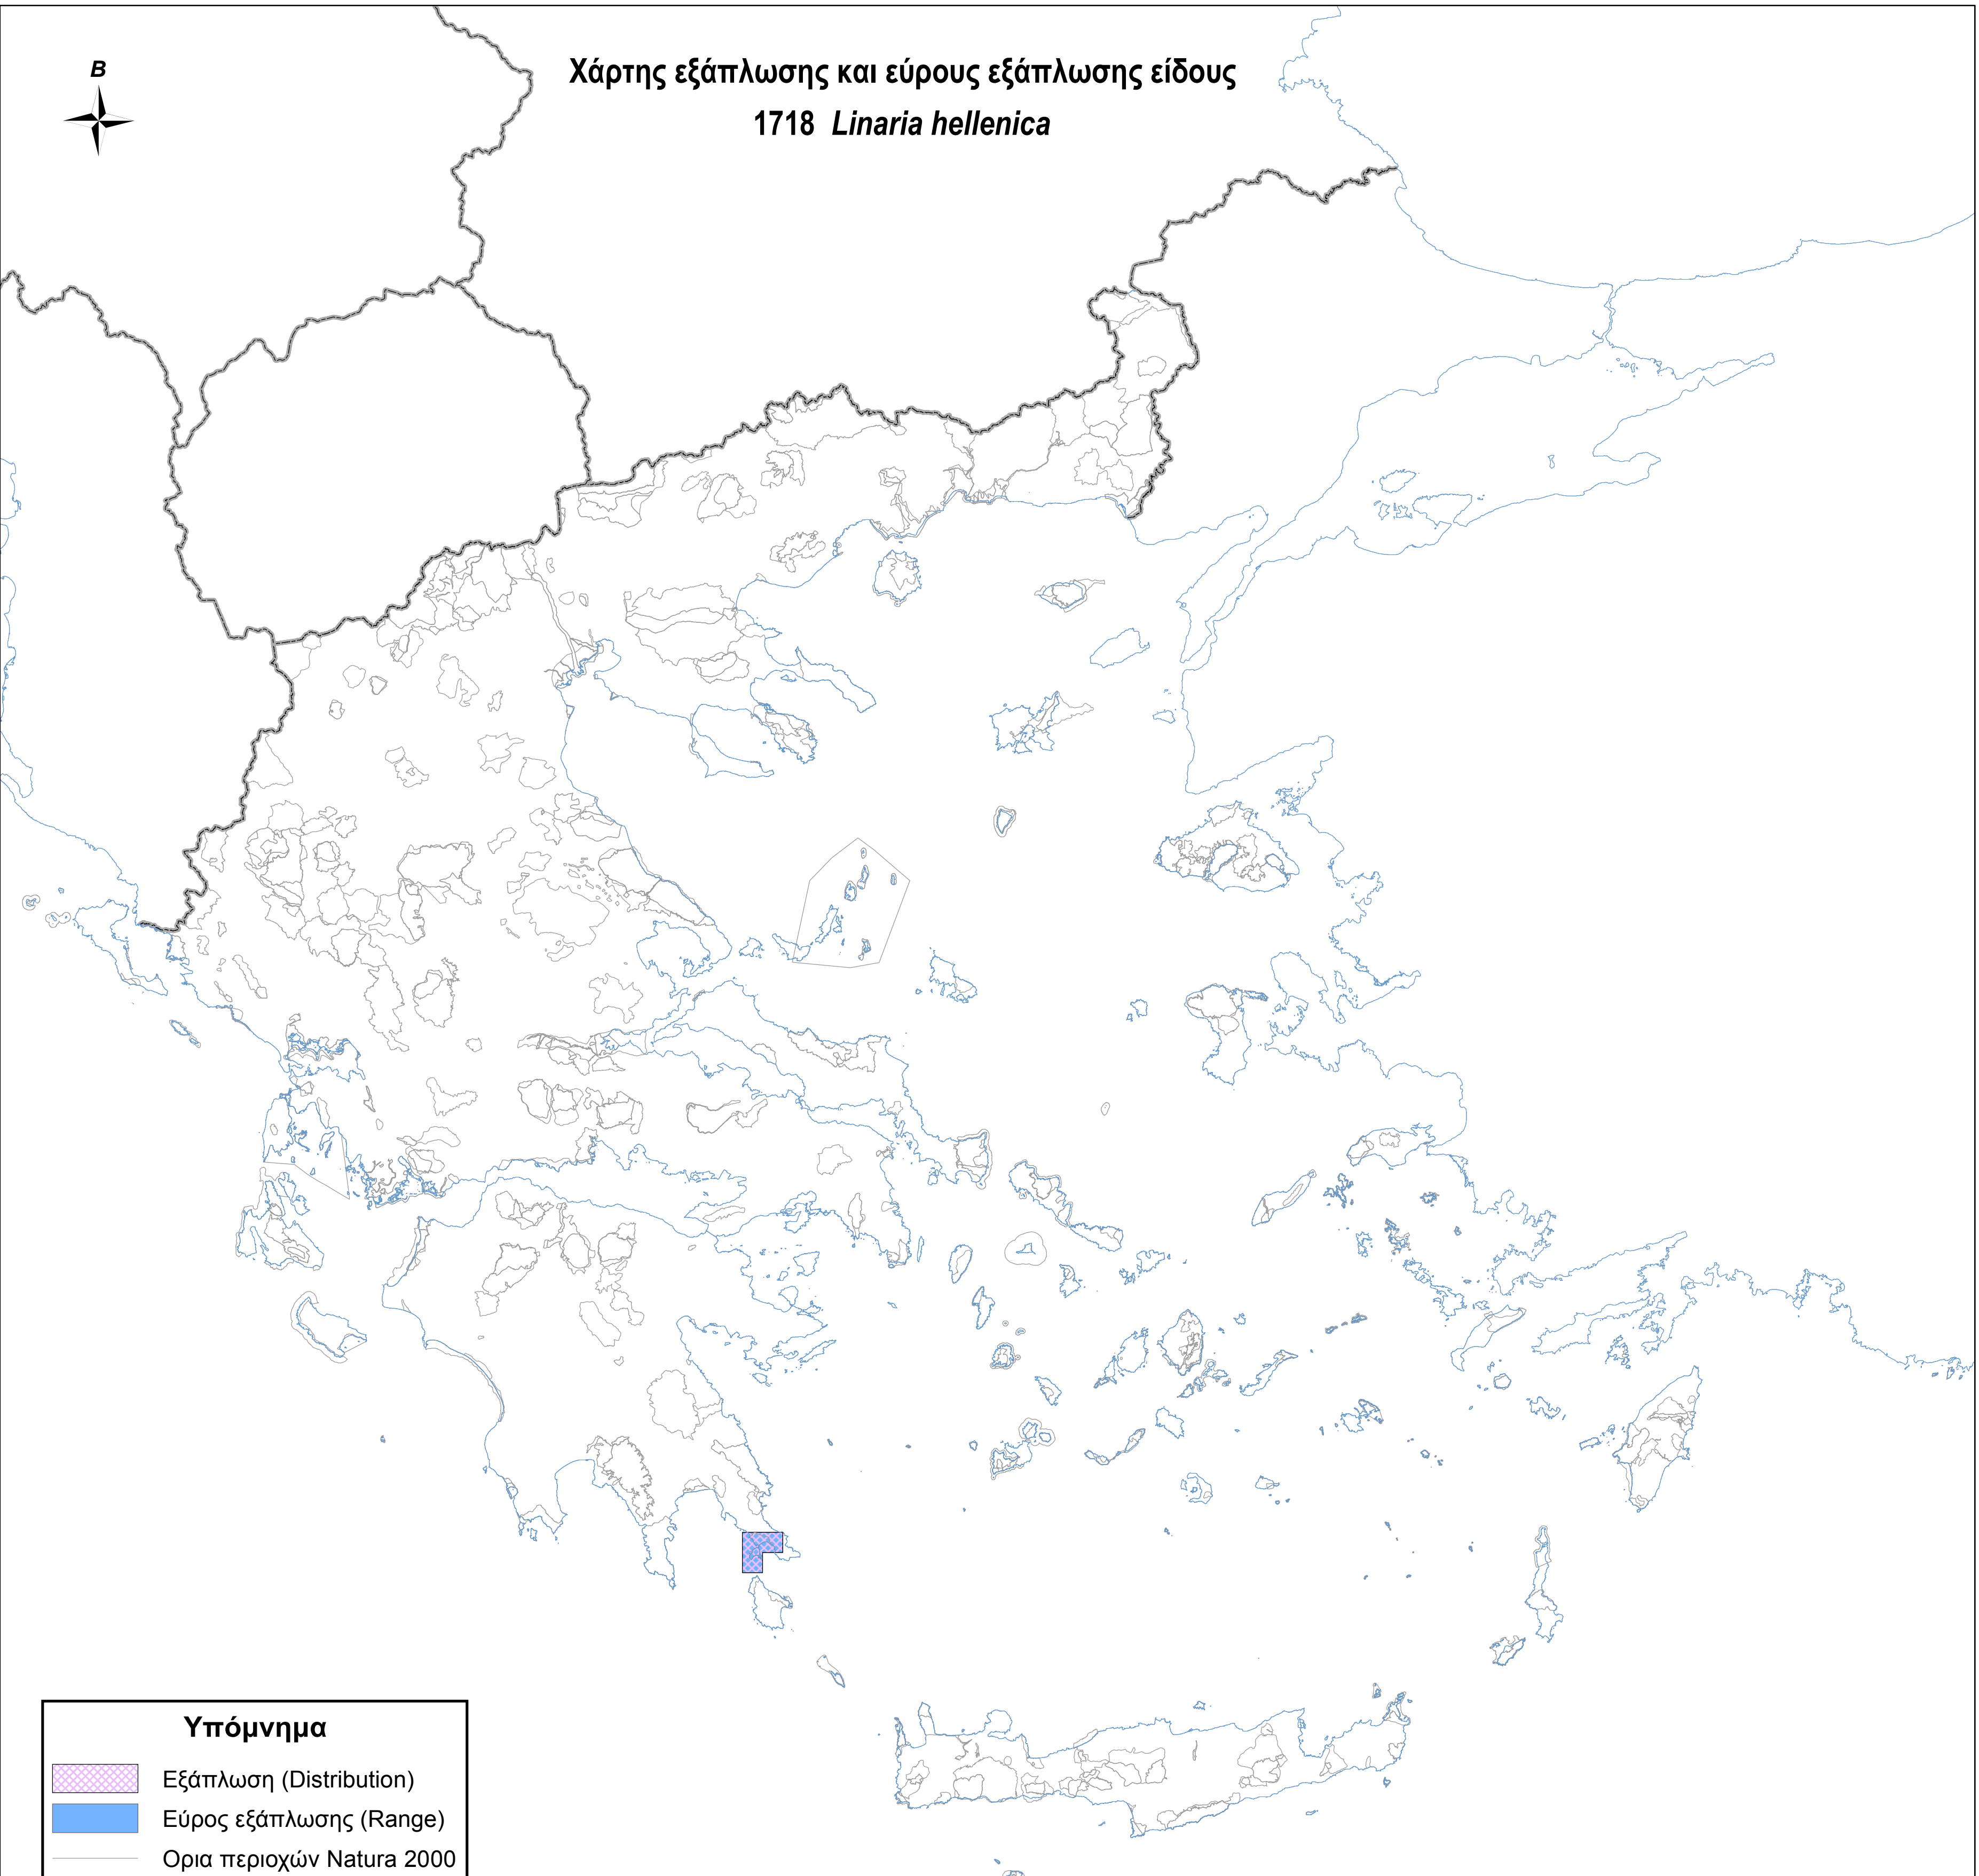 Β
Χάρτης εξάπλωσης και εύρους εξάπλωσης είδους
1718 Linaria hellenica
Υπόμνημα
Εξάπλωση (Distribution)
Εύρος εξάπλωσης (Range)
Ορια περιοχών Natura 2000